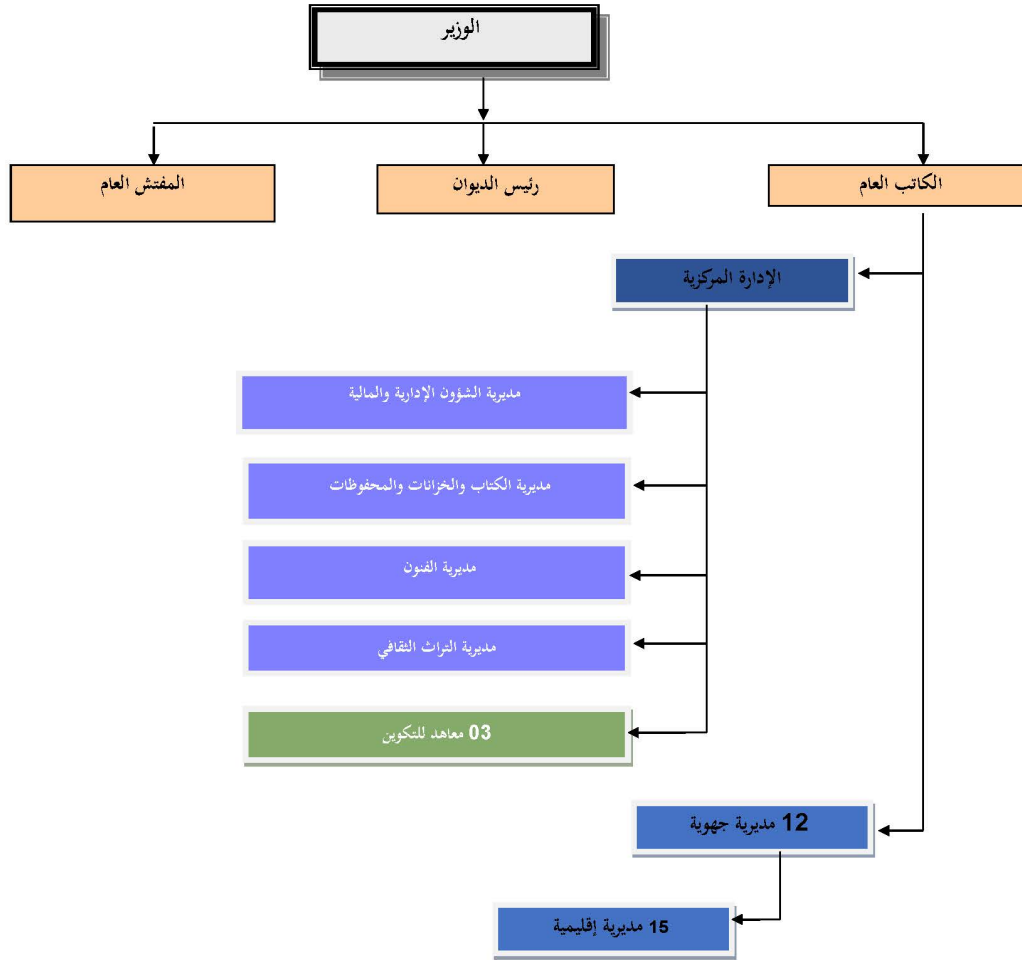 الوزير
الكاتب العام
رئيس الديوان
المفتش العام
الإدارة المركزية
مديرية الشؤون الإدارية والمالية
مديرية الكتاب والخزانات والمحفوظات
مديرية الفنون
مديرية التراث الثقافي
03 معاهد للتكوين
12 مديرية جهوية
15 مديرية إقليمية